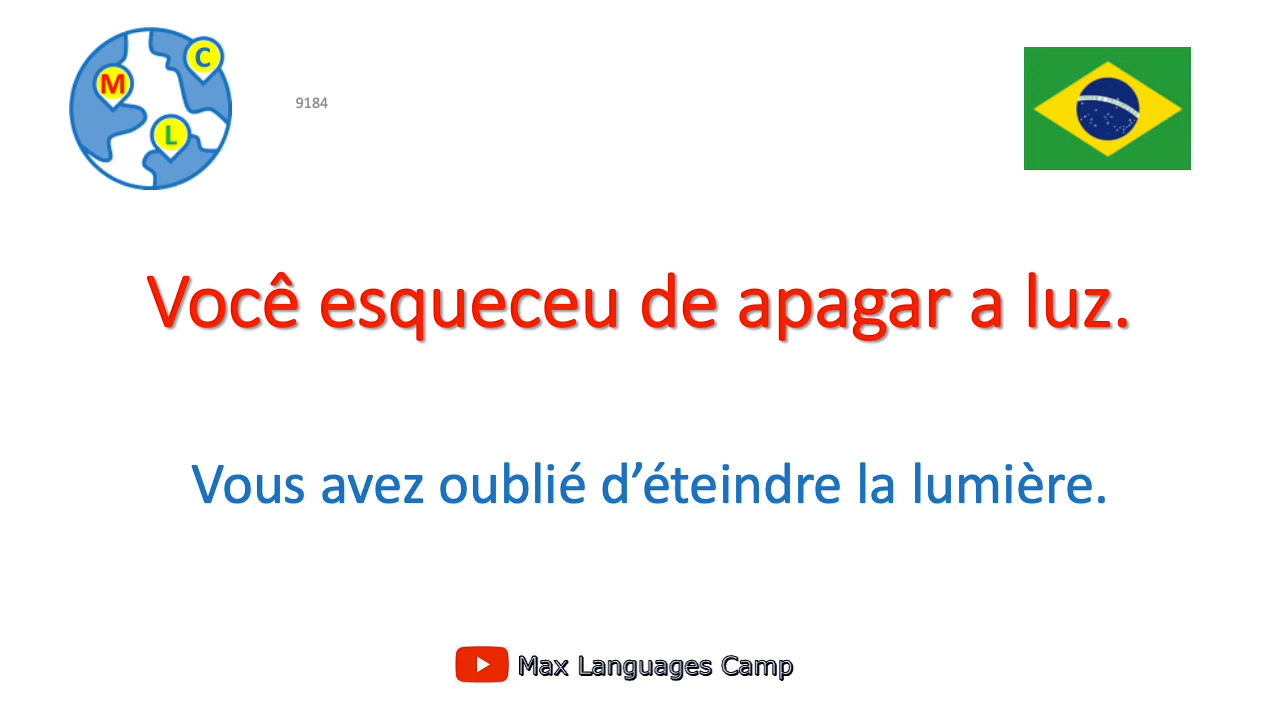 M
C
L
9184
Você esqueceu de apagar a luz.
Vous avez oublié d’éteindre la lumière.
Max Languages Camp